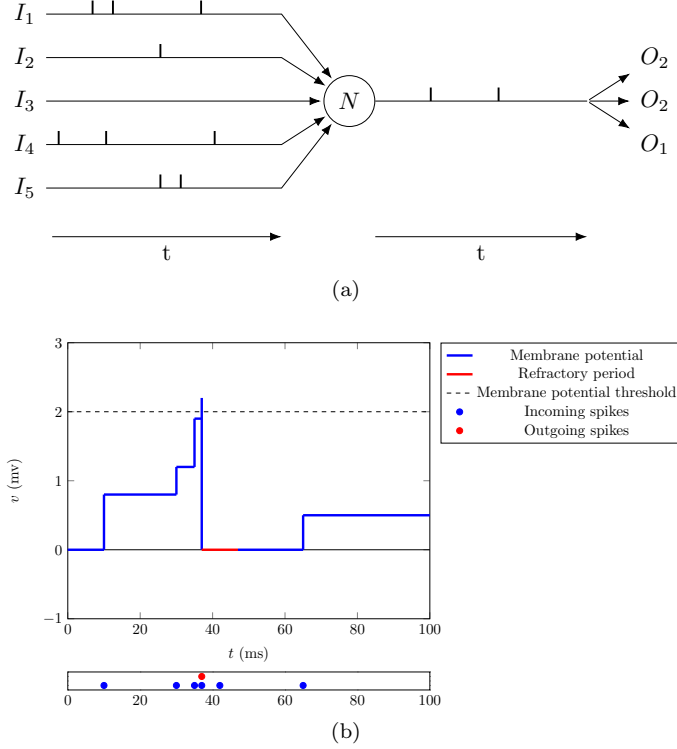 I1
I2
I3
I4
I5
N
O2
O2
O1
t
t
(a)
3
2
1
0
−1
v (mv)
0 20 40 60 80 100
t (ms)
Membrane potential
Refractory period
Membrane potential threshold
Incoming spikes
Outgoing spikes
0 20 40 60 80 100
(b)